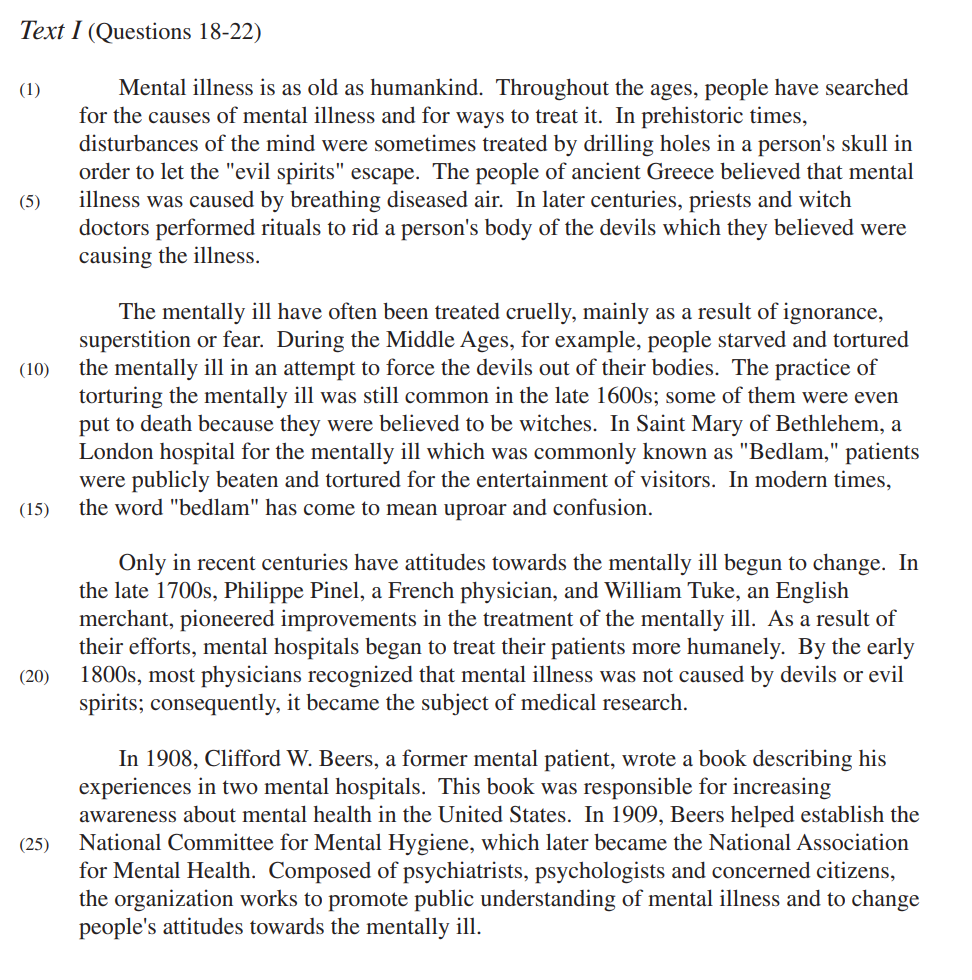 Text I (Questions 18-22)
(1) Mental illness is as old as humankind. Throughout the ages, people have searched
for the causes of mental illness and for ways to treat it. In prehistoric times,
disturbances of the mind were sometimes treated by drilling holes in a person's skull in
order to let the "evil spirits" escape. The people of ancient Greece believed that mental
(5) illness was caused by breathing diseased air. In later centuries, priests and witch
doctors performed rituals to rid a person's body of the devils which they believed were
causing the illness.
The mentally ill have often been treated cruelly, mainly as a result of ignorance,
superstition or fear. During the Middle Ages, for example, people starved and tortured
(10) the mentally ill in an attempt to force the devils out of their bodies. The practice of
torturing the mentally ill was still common in the late 1600s; some of them were even
put to death because they were believed to be witches. In Saint Mary of Bethlehem, a
London hospital for the mentally ill which was commonly known as "Bedlam," patients
were publicly beaten and tortured for the entertainment of visitors. In modern times,
(15) the word "bedlam" has come to mean uproar and confusion.
Only in recent centuries have attitudes towards the mentally ill begun to change. In
the late 1700s, Philippe Pinel, a French physician, and William Tuke, an English
merchant, pioneered improvements in the treatment of the mentally ill. As a result of
their efforts, mental hospitals began to treat their patients more humanely. By the early
(20) 1800s, most physicians recognized that mental illness was not caused by devils or evil
spirits; consequently, it became the subject of medical research.
In 1908, Clifford W. Beers, a former mental patient, wrote a book describing his
experiences in two mental hospitals. This book was responsible for increasing
awareness about mental health in the United States. In 1909, Beers helped establish the
(25) National Committee for Mental Hygiene, which later became the National Association
for Mental Health. Composed of psychiatrists, psychologists and concerned citizens,
the organization works to promote public understanding of mental illness and to change
people's attitudes towards the mentally ill.